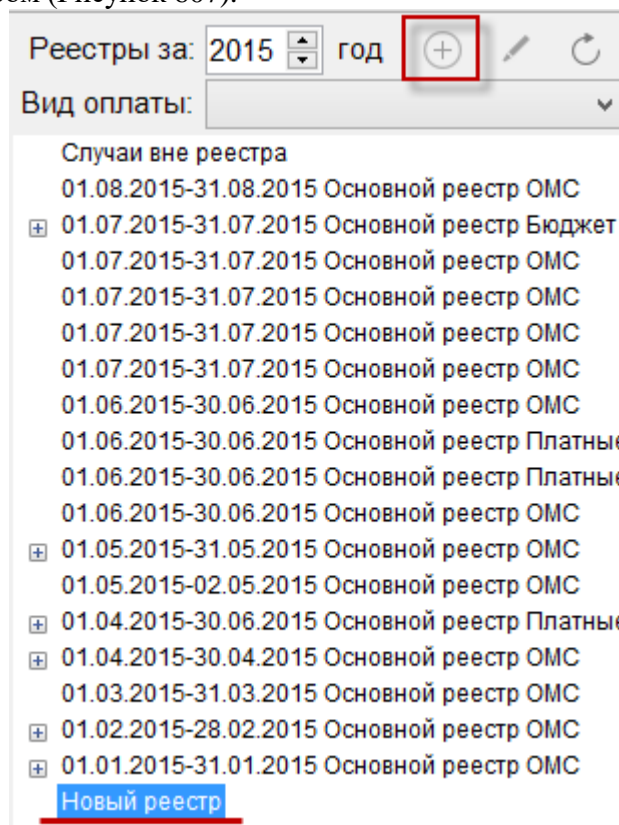 (Рисунок 667).
Реестры за: 2015 год
Вид оплаты:
Случаи вне реестра
01.08.2015-31.08.2015 Основной реестр ОМС
01.07.2015-31.07.2015 Основной реестр Бюджет
01.07.2015-31.07.2015 Основной реестр ОМС
01.07.2015-31.07.2015 Основной реестр ОМС
01.07.2015-31.07.2015 Основной реестр ОМС
01.07.2015-31.07.2015 Основной реестр ОМС
01.06.2015-30.06.2015 Основной реестр ОМС
01.06.2015-30.06.2015 Основной реестр Платные
01.06.2015-30.06.2015 Основной реестр Платные
01.06.2015-30.06.2015 Основной реестр ОМС
01.05.2015-31.05.2015 Основной реестр ОМС
01.05.2015-02.05.2015 Основной реестр ОМС
01.04.2015-30.06.2015 Основной реестр Платные
01.04.2015-30.04.2015 Основной реестр ОМС
01.03.2015-31.03.2015 Основной реестр ОМС
01.02.2015-28.02.2015 Основной реестр ОМС
01.01.2015-31.01.2015 Основной реестр ОМС
Новый реестр